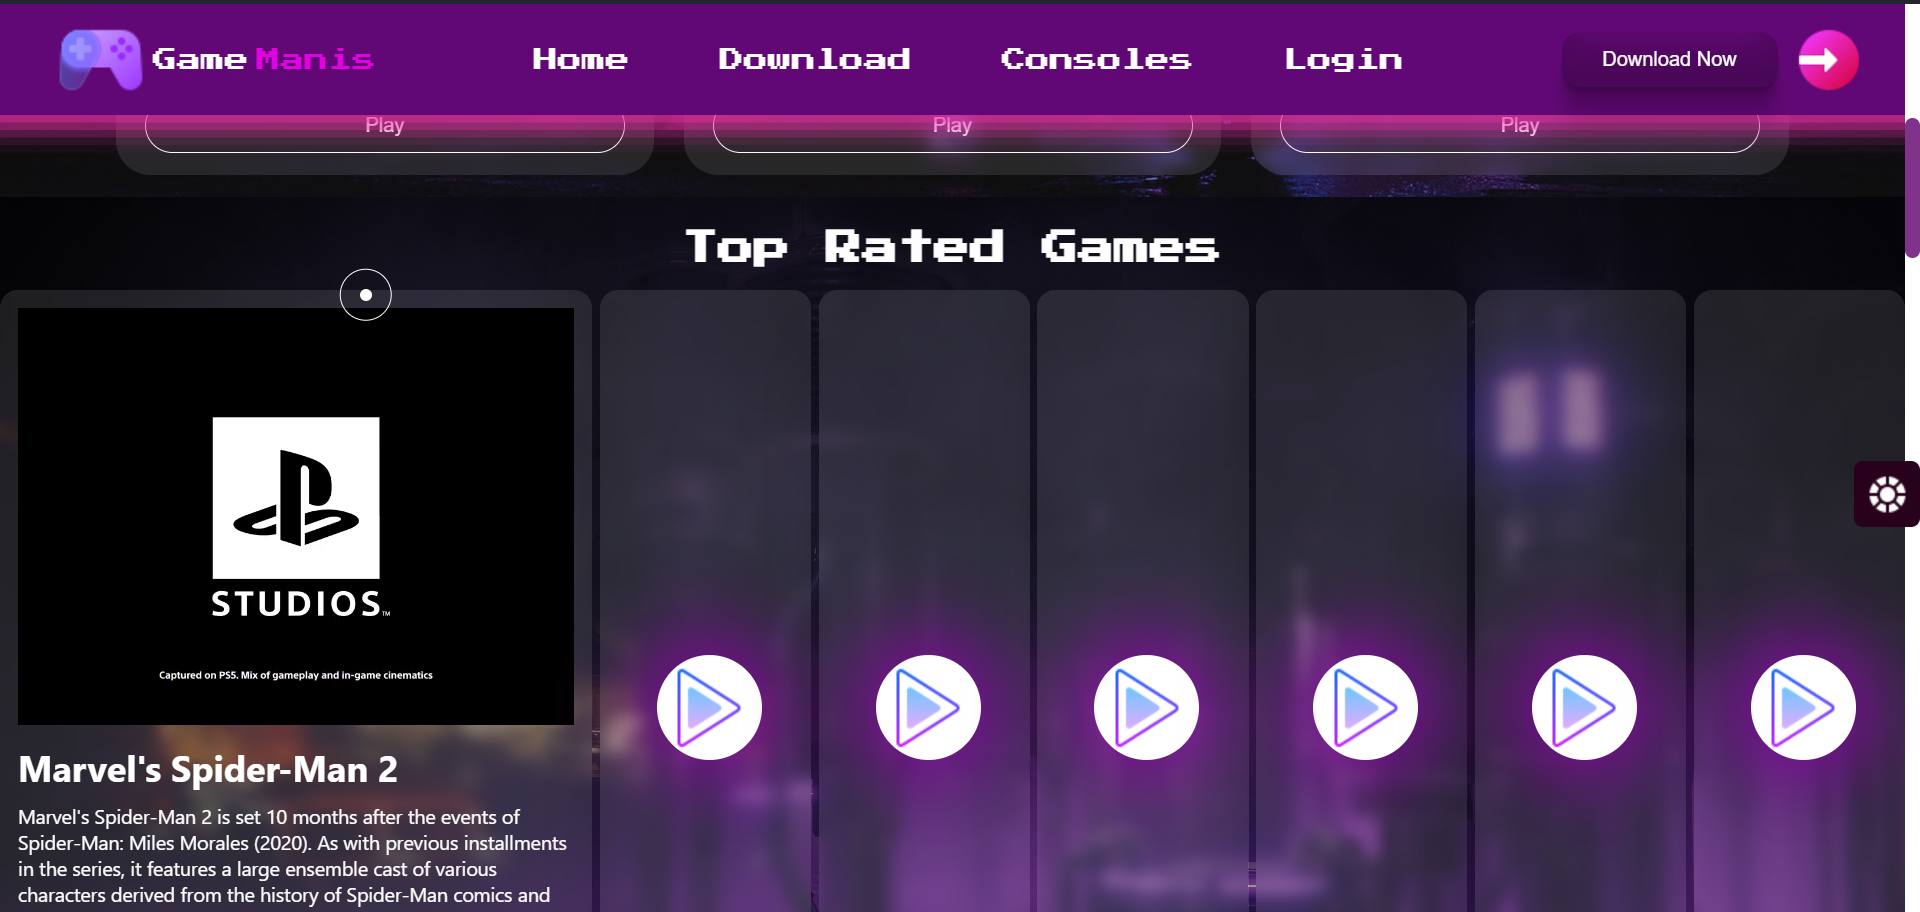 Game Manis
Home
Download
Consoles
Login
Download Now
Play
Play
Play
Top Rated Games
STUDIOS™
Captured on PS5. Mix of gameplay and in-game cinematics
Marvel's Spider-Man 2
Marvel's Spider-Man 2 is set 10 months after the events of
Spider-Man: Miles Morales (2020). As with previous installments
in the series, it features a large ensemble cast of various
characters derived from the history of Spider-Man comics and